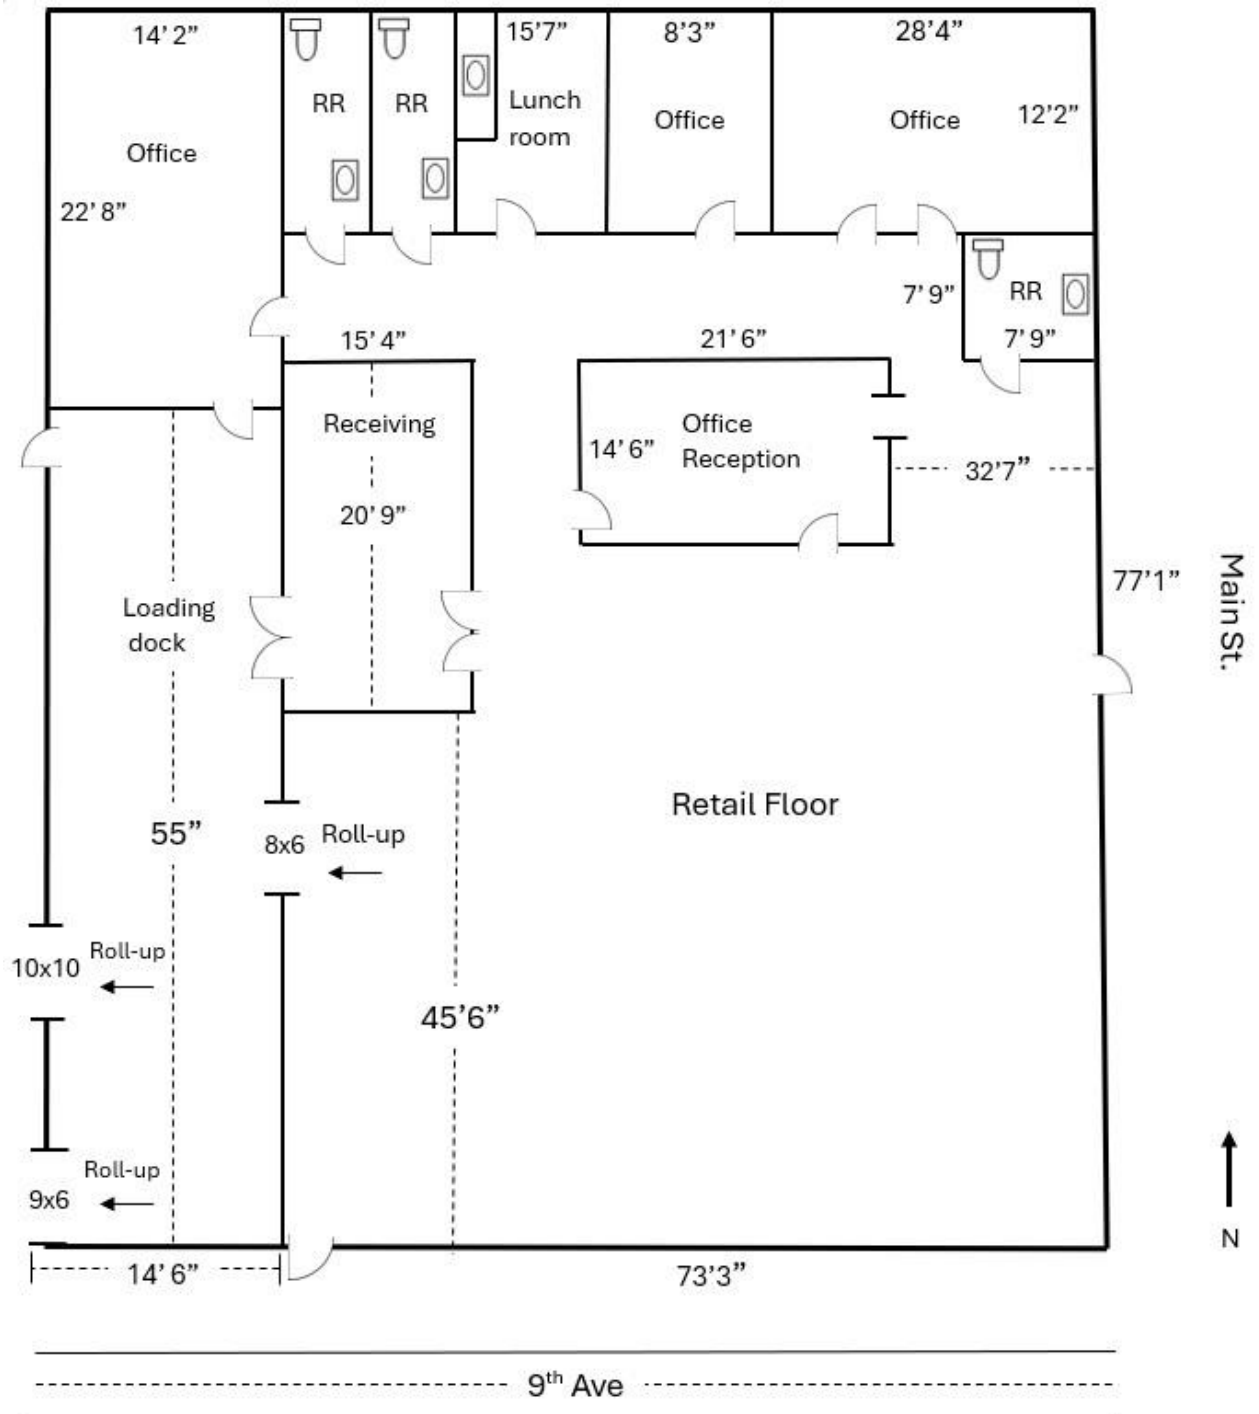 14’ 2”
15’7”
8’3”
28’4”
RR
RR
Lunch
room
Office
Office
12’2”
Office
22’ 8”
7’ 9”
RR
15’ 4”
21’ 6”
7’ 9”
Receiving
Office
Reception
14’ 6”
32’7”
20’ 9”
77’1”
Main St.
Loading
dock
Retail Floor
55”
8x6
Roll-up
Roll-up
10x10
45’6”
Roll-up
9x6
N
14’ 6”
73’3”
9th Ave